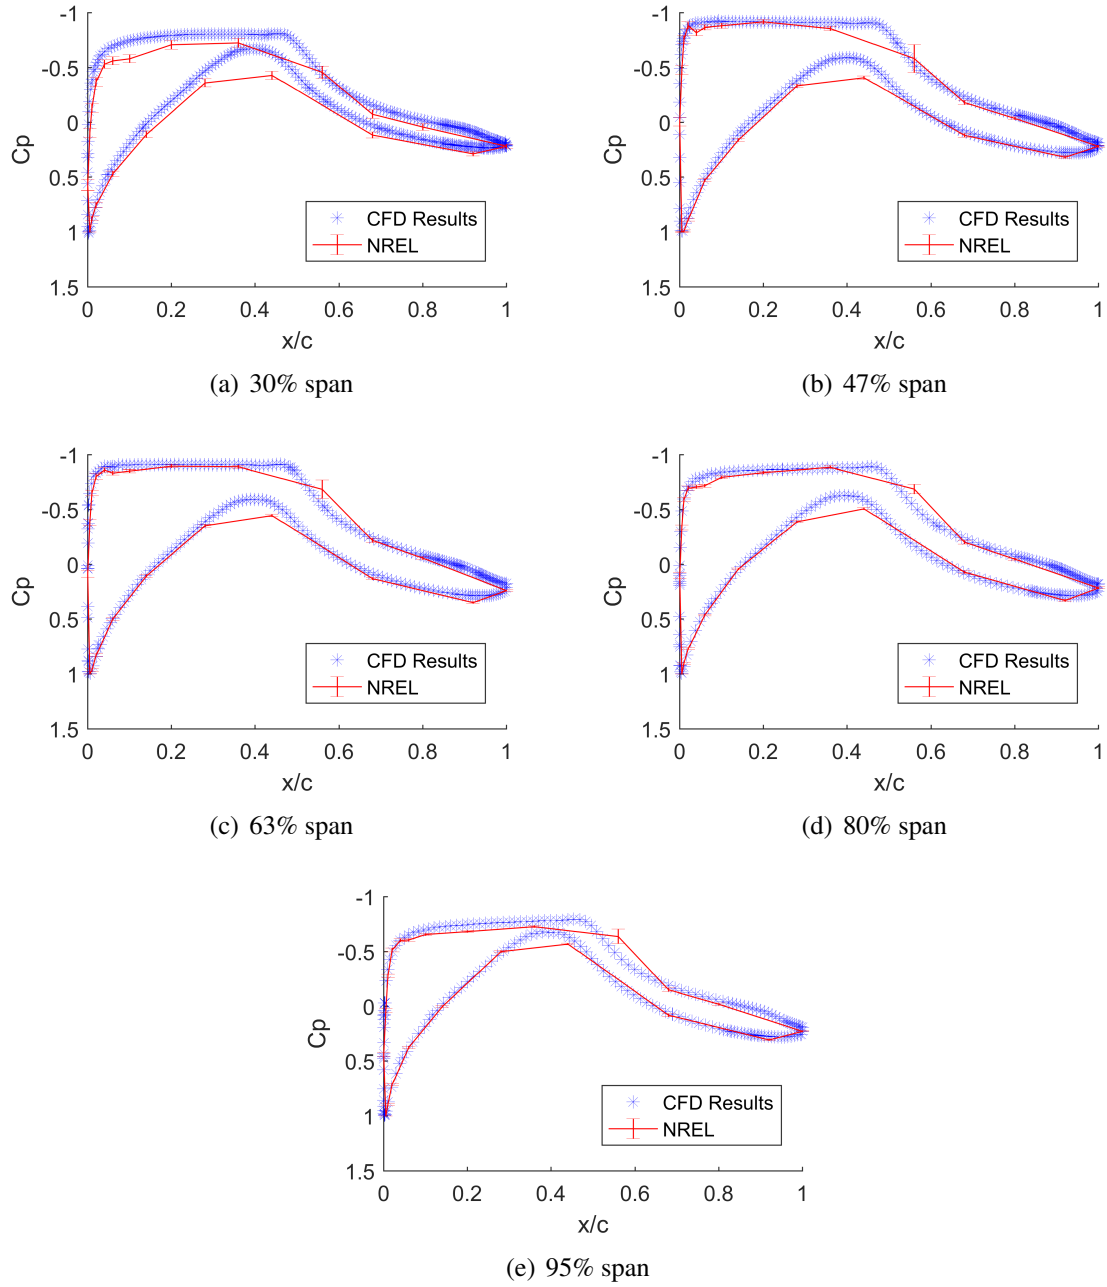 -1
-0.5
0
0.5
1
1.5
Cp
0 0.2 0.4 0.6 0.8 1
x/c
CFD Results
NREL
(a) 30% span
-1
-0.5
0
0.5
1
1.5
Cp
0 0.2 0.4 0.6 0.8 1
x/c
CFD Results
NREL
(b) 47% span
-1
-0.5
0
0.5
1
1.5
Cp
0 0.2 0.4 0.6 0.8 1
x/c
CFD Results
NREL
(c) 63% span
-1
-0.5
0
0.5
1
1.5
Cp
0 0.2 0.4 0.6 0.8 1
x/c
CFD Results
NREL
(d) 80% span
-1
-0.5
0
0.5
1
1.5
Cp
0 0.2 0.4 0.6 0.8 1
x/c
CFD Results
NREL
(e) 95% span